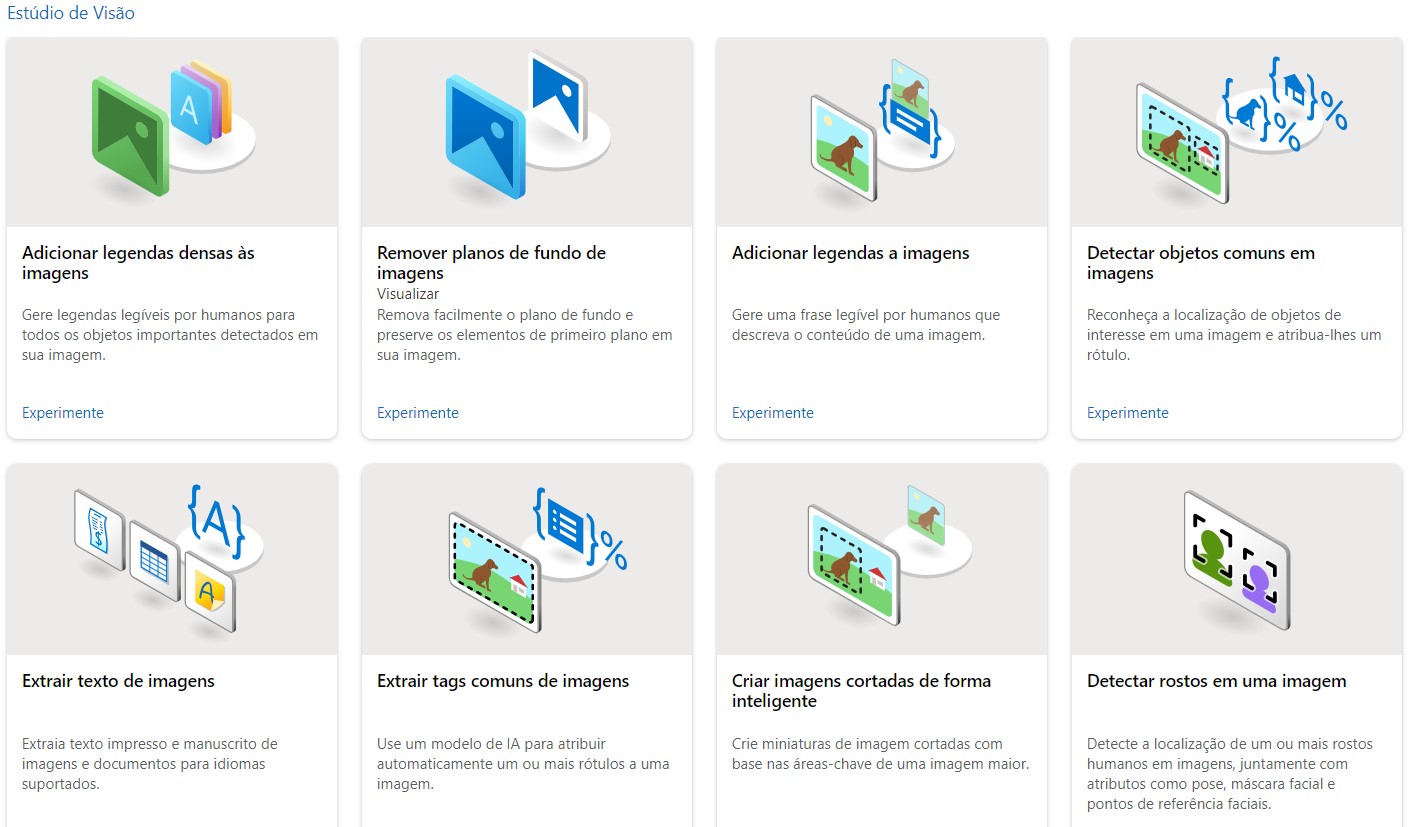 Estúdio de Visão
Adicionar legendas densas às
imagens
Gere legendas legíveis por humanos para
todos os objetos importantes detectados em
sua imagem.
Experimente
Remover planos de fundo de
imagens
Visualizar
Remova facilmente o plano de fundo e
preserve os elementos de primeiro plano em
sua imagem.
Experimente
Adicionar legendas a imagens
Gere uma frase legível por humanos que
descreva o conteúdo de uma imagem.
Experimente
Detectar objetos comuns em
imagens
Reconheça a localização de objetos de
interesse em uma imagem e atribua-lhes um
rótulo.
Experimente
Extrair texto de imagens
Extraia texto impresso e manuscrito de
imagens e documentos para idiomas
suportados.
Extrair tags comuns de imagens
Use um modelo de IA para atribuir
automaticamente um ou mais rótulos a uma
imagem.
Criar imagens cortadas de forma
inteligente
Crie miniaturas de imagem cortadas com
base nas áreas-chave de uma imagem maior.
Detectar rostos em uma imagem
Detecte a localização de um ou mais rostos
humanos em imagens, juntamente com
atributos como pose, máscara facial e
pontos de referência faciais.